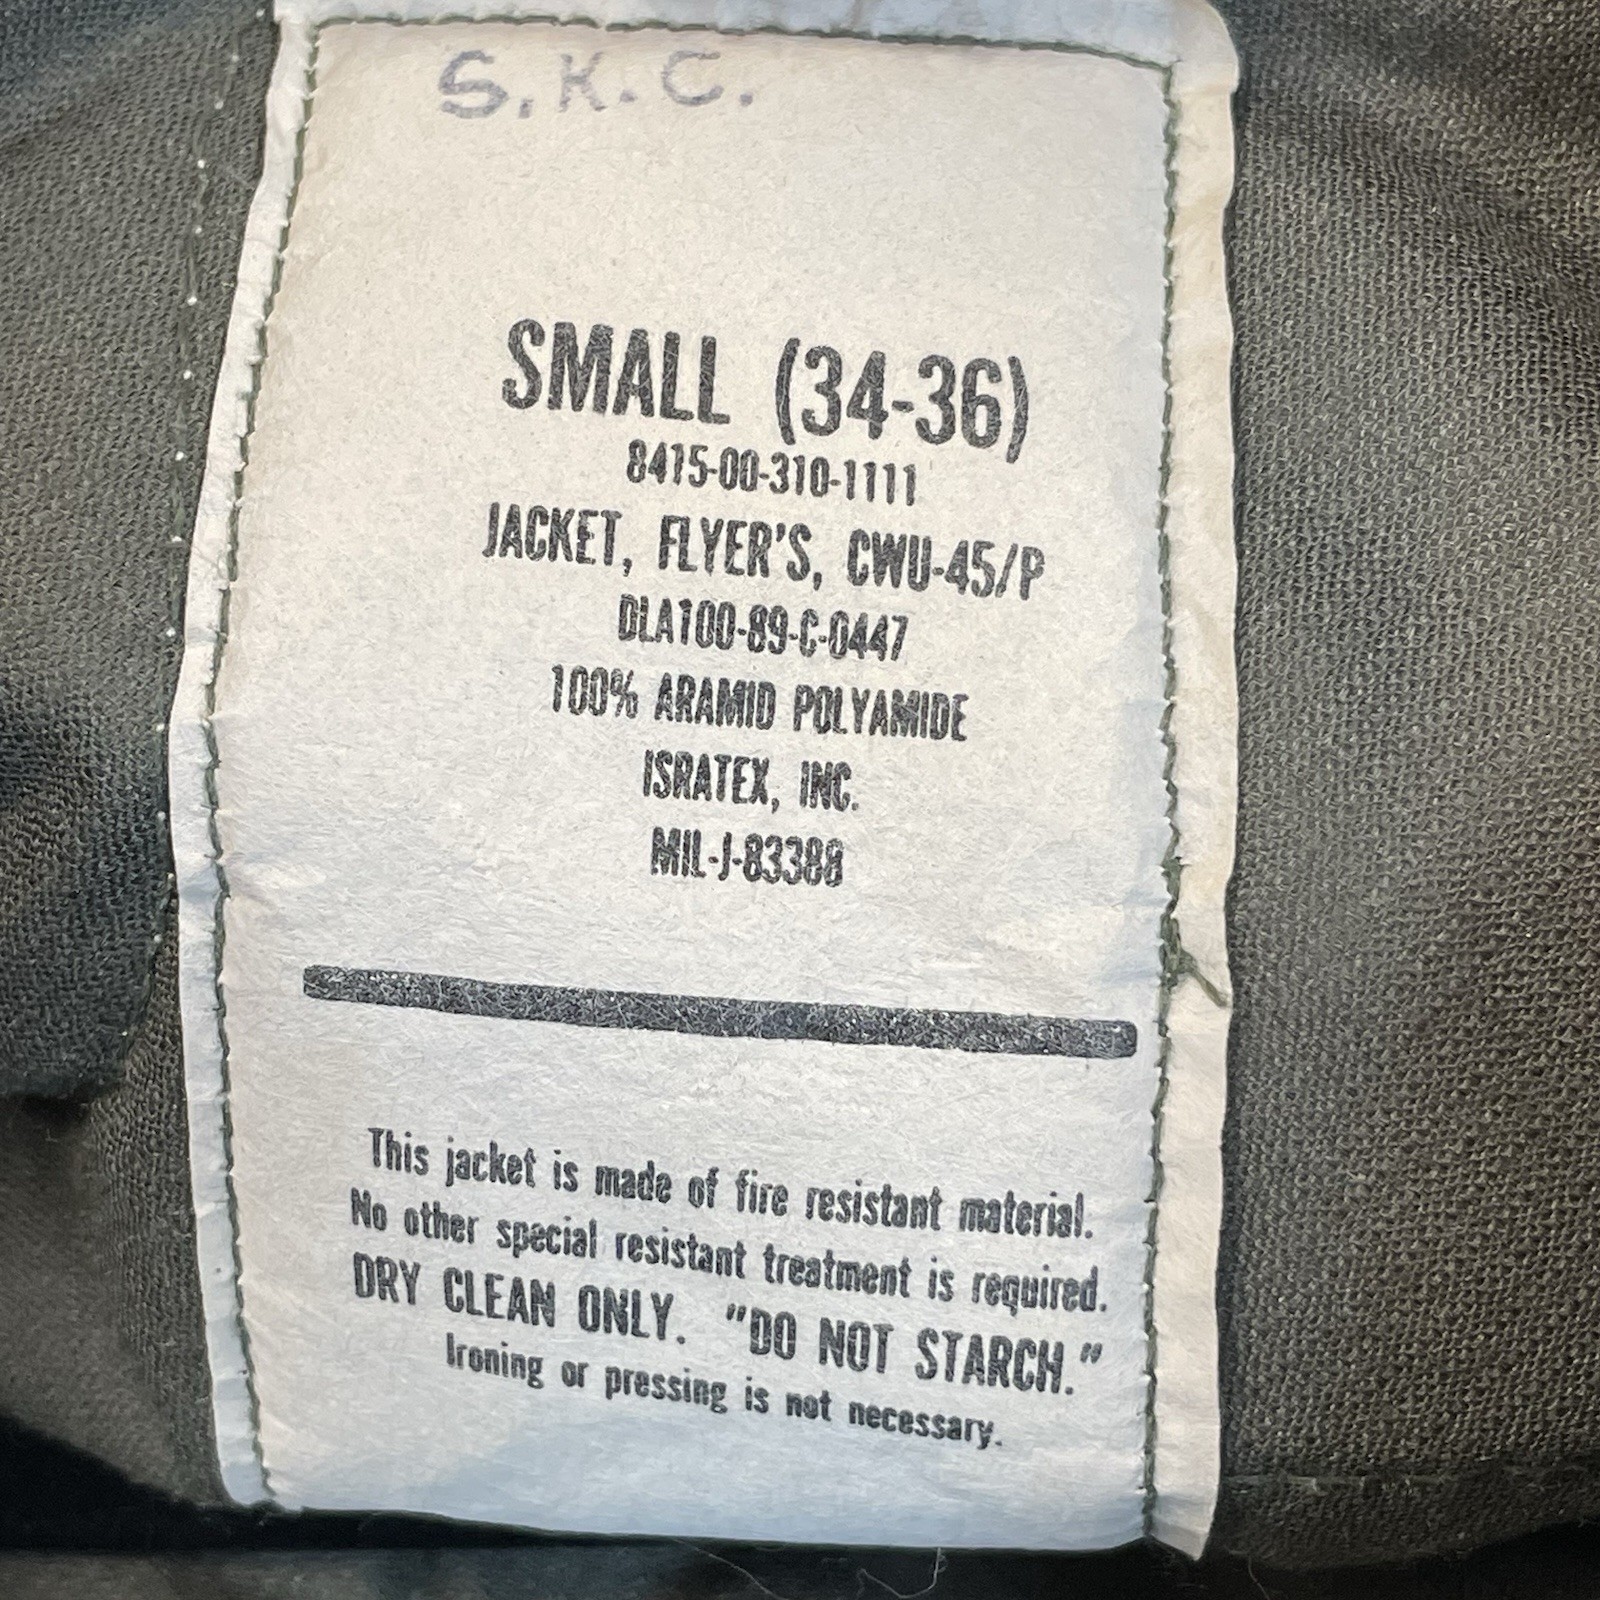 S.K.C.
SMALL (34-36)
8415-00-310-1111
JACKET, FLYER'S, CWU-45/P
DLA100-89-C-0447
100% ARAMID POLYAMIDE
ISRATEX, INC.
MIL-J-83388
This jacket is made of fire resistant material.
No other special resistant treatment is required.
DRY CLEAN ONLY. "DO NOT STARCH."
Ironing or pressing is not necessary.